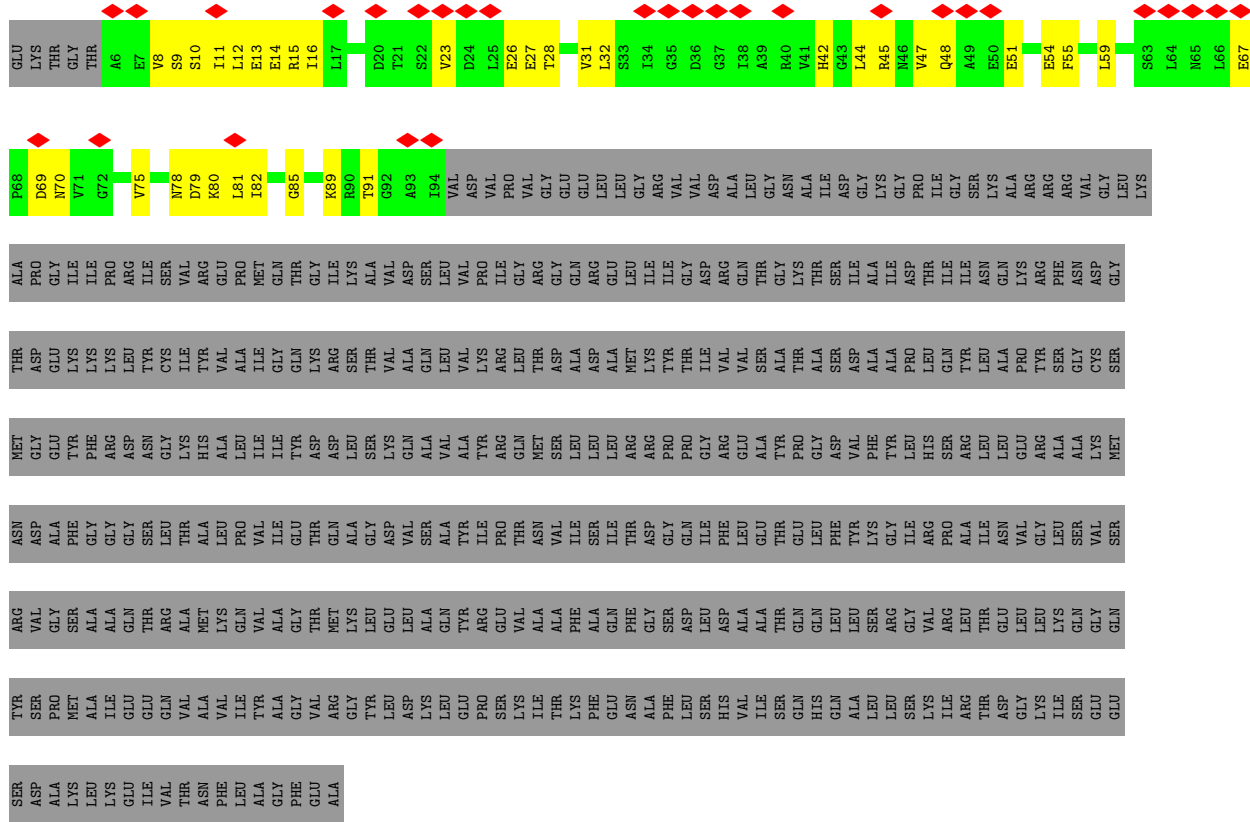 GLU LYS THR GLY THR A6 E7 V8 S9 S10 I11 L12 E13 E14 R15 I16 L17 D20 T21 S22 V23 D24 L25 E26 E27 T28 V31 L32 S33 I34 G35 D36 G37 I38 A39 R40 V41 H42 G43 L44 R45 N46 V47 Q48 A49 E50 E51 E54 F55 L59 S63 L64 N65 L66 E67
P68 D69 N70 V71 G72 V75 N78 D79 K80 L81 I82 G85 K89 R90 T91 G92 A93 I94 VAL ASP VAL PRO VAL GLY GLU GLU LEU LEU GLY ARG VAL VAL ASP ALA LEU GLY ASN ALA ILE ASP GLY LYS GLY PRO ILE GLY SER LYS ALA ARG ARG ARG VAL GLY LEU LYS
ALA PRO GLY ILE ILE PRO ARG ILE SER VAL ARG GLU PRO MET GLN THR GLY ILE LYS ALA VAL ASP SER LEU VAL PRO ILE GLY ARG GLY GLN ARG GLU LEU ILE ILE GLY ASP ARG GLN THR GLY LYS THR SER ILE ALA ILE ASP THR ILE ILE ASN GLN LYS ARG PHE ASN ASP GLY
THR ASP GLU LYS LYS LYS LEU TYR CYS ILE TYR VAL ALA ILE GLY GLN LYS ARG SER THR VAL ALA GLN LEU VAL LYS ARG LEU THR ASP ALA ASP ALA MET LYS TYR THR ILE VAL VAL SER ALA THR ALA SER ASP ALA ALA PRO LEU GLN TYR LEU ALA PRO TYR SER GLY CYS SER
MET GLY GLU TYR PHE ARG ASP ASN GLY LYS HIS ALA LEU ILE ILE TYR ASP ASP LEU SER LYS GLN ALA VAL ALA TYR ARG GLN MET SER LEU LEU LEU ARG ARG PRO PRO GLY ARG GLU ALA TYR PRO GLY ASP VAL PHE TYR LEU HIS SER ARG LEU LEU GLU ARG ALA ALA LYS MET
ASN ASP ALA PHE GLY GLY GLY SER LEU THR ALA LEU PRO VAL ILE GLU THR GLN ALA GLY ASP VAL SER ALA TYR ILE PRO THR ASN VAL ILE SER ILE THR ASP GLY GLN ILE PHE LEU GLU THR GLU LEU PHE TYR LYS GLY ILE ARG PRO ALA ILE ASN VAL GLY LEU SER VAL SER
ARG VAL GLY SER ALA ALA GLN THR ARG ALA MET LYS GLN VAL ALA GLY THR MET LYS LEU GLU LEU ALA GLN TYR ARG GLU VAL ALA ALA PHE ALA GLN PHE GLY SER ASP LEU ASP ALA ALA THR GLN GLN LEU LEU SER ARG GLY VAL ARG LEU THR GLU LEU LEU LYS GLN GLY GLN
TYR SER PRO MET ALA ILE GLU GLU GLN VAL ALA VAL ILE TYR ALA GLY VAL ARG GLY TYR LEU ASP LYS LEU GLU PRO SER LYS ILE THR LYS PHE GLU ASN ALA PHE LEU SER HIS VAL ILE SER GLN HIS GLN ALA LEU LEU SER LYS ILE ARG THR ASP GLY LYS ILE SER GLU GLU
SER ASP ALA LYS LEU LYS GLU ILE VAL THR ASN PHE LEU ALA GLY PHE GLU ALA